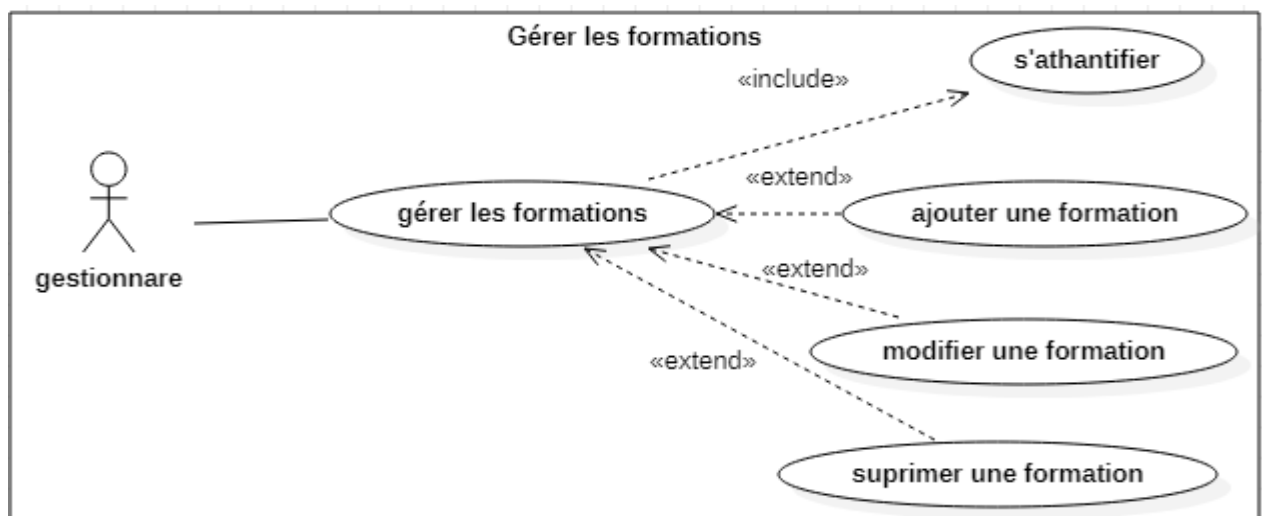 Gérer les formations
s'athantifier
«include»
«extend»
gérer les formations
ajouter une formation
gestionnare
«extend»
modifier une formation
«extend»
suprimer une formation